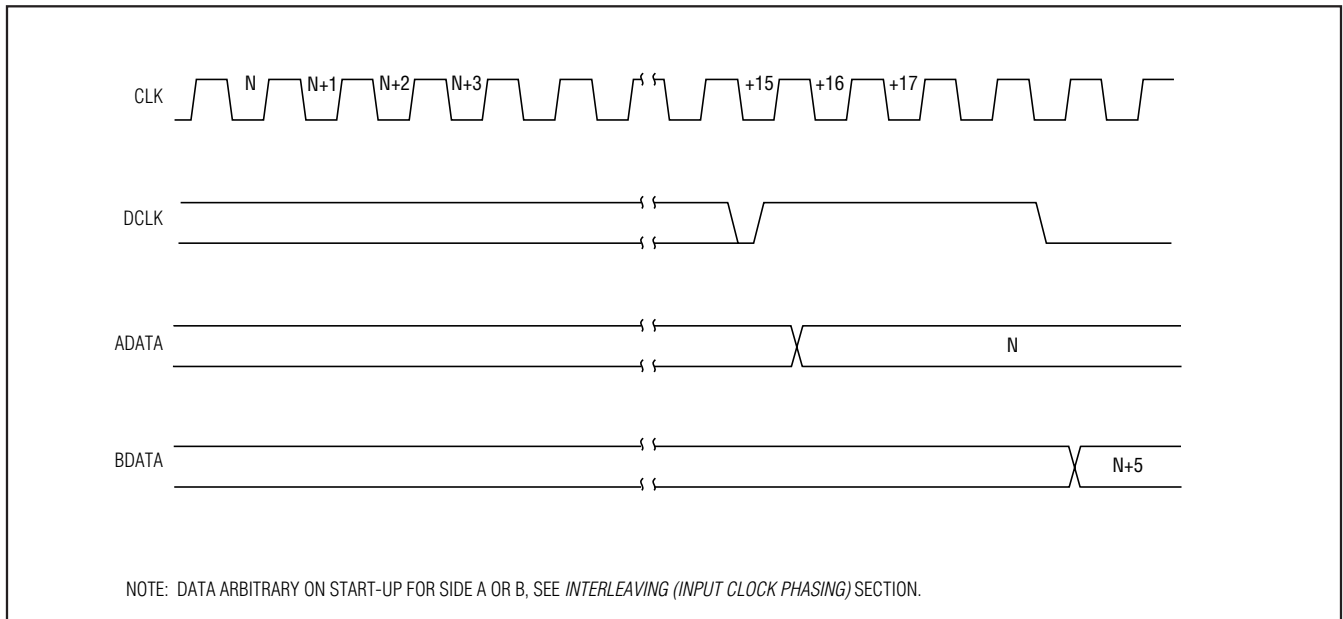 CLK N N+1 N+2 N+3 +15 +16 +17
DCLK
ADATA N
BDATA N+5
NOTE: DATA ARBITRARY ON START-UP FOR SIDE A OR B, SEE INTERLEAVING (INPUT CLOCK PHASING) SECTION.